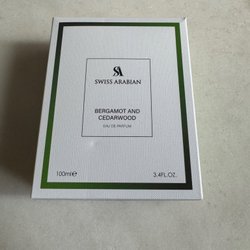 SA
SWISS ARABIAN
BERGAMOT AND
CEDARWOOD
EAU DE PARFUM
100ml℮
3.4FL.OZ.